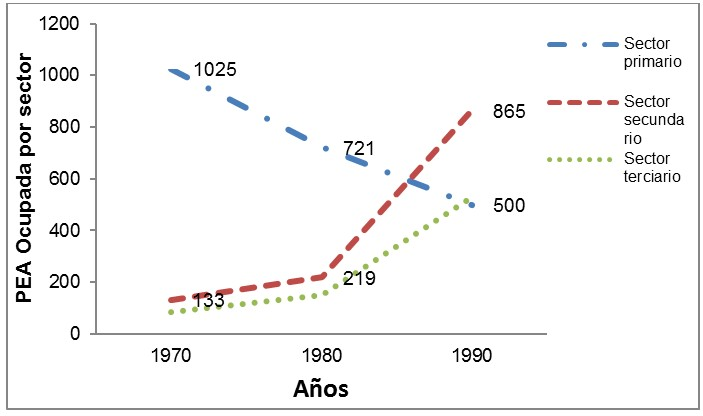 PEA Ocupada por sector
1200
1000
800
600
400
200
0
1025
721
865
500
219
133
1970 1980 1990
Años
Sector
primario
Sector
secunda
rio
Sector
terciario